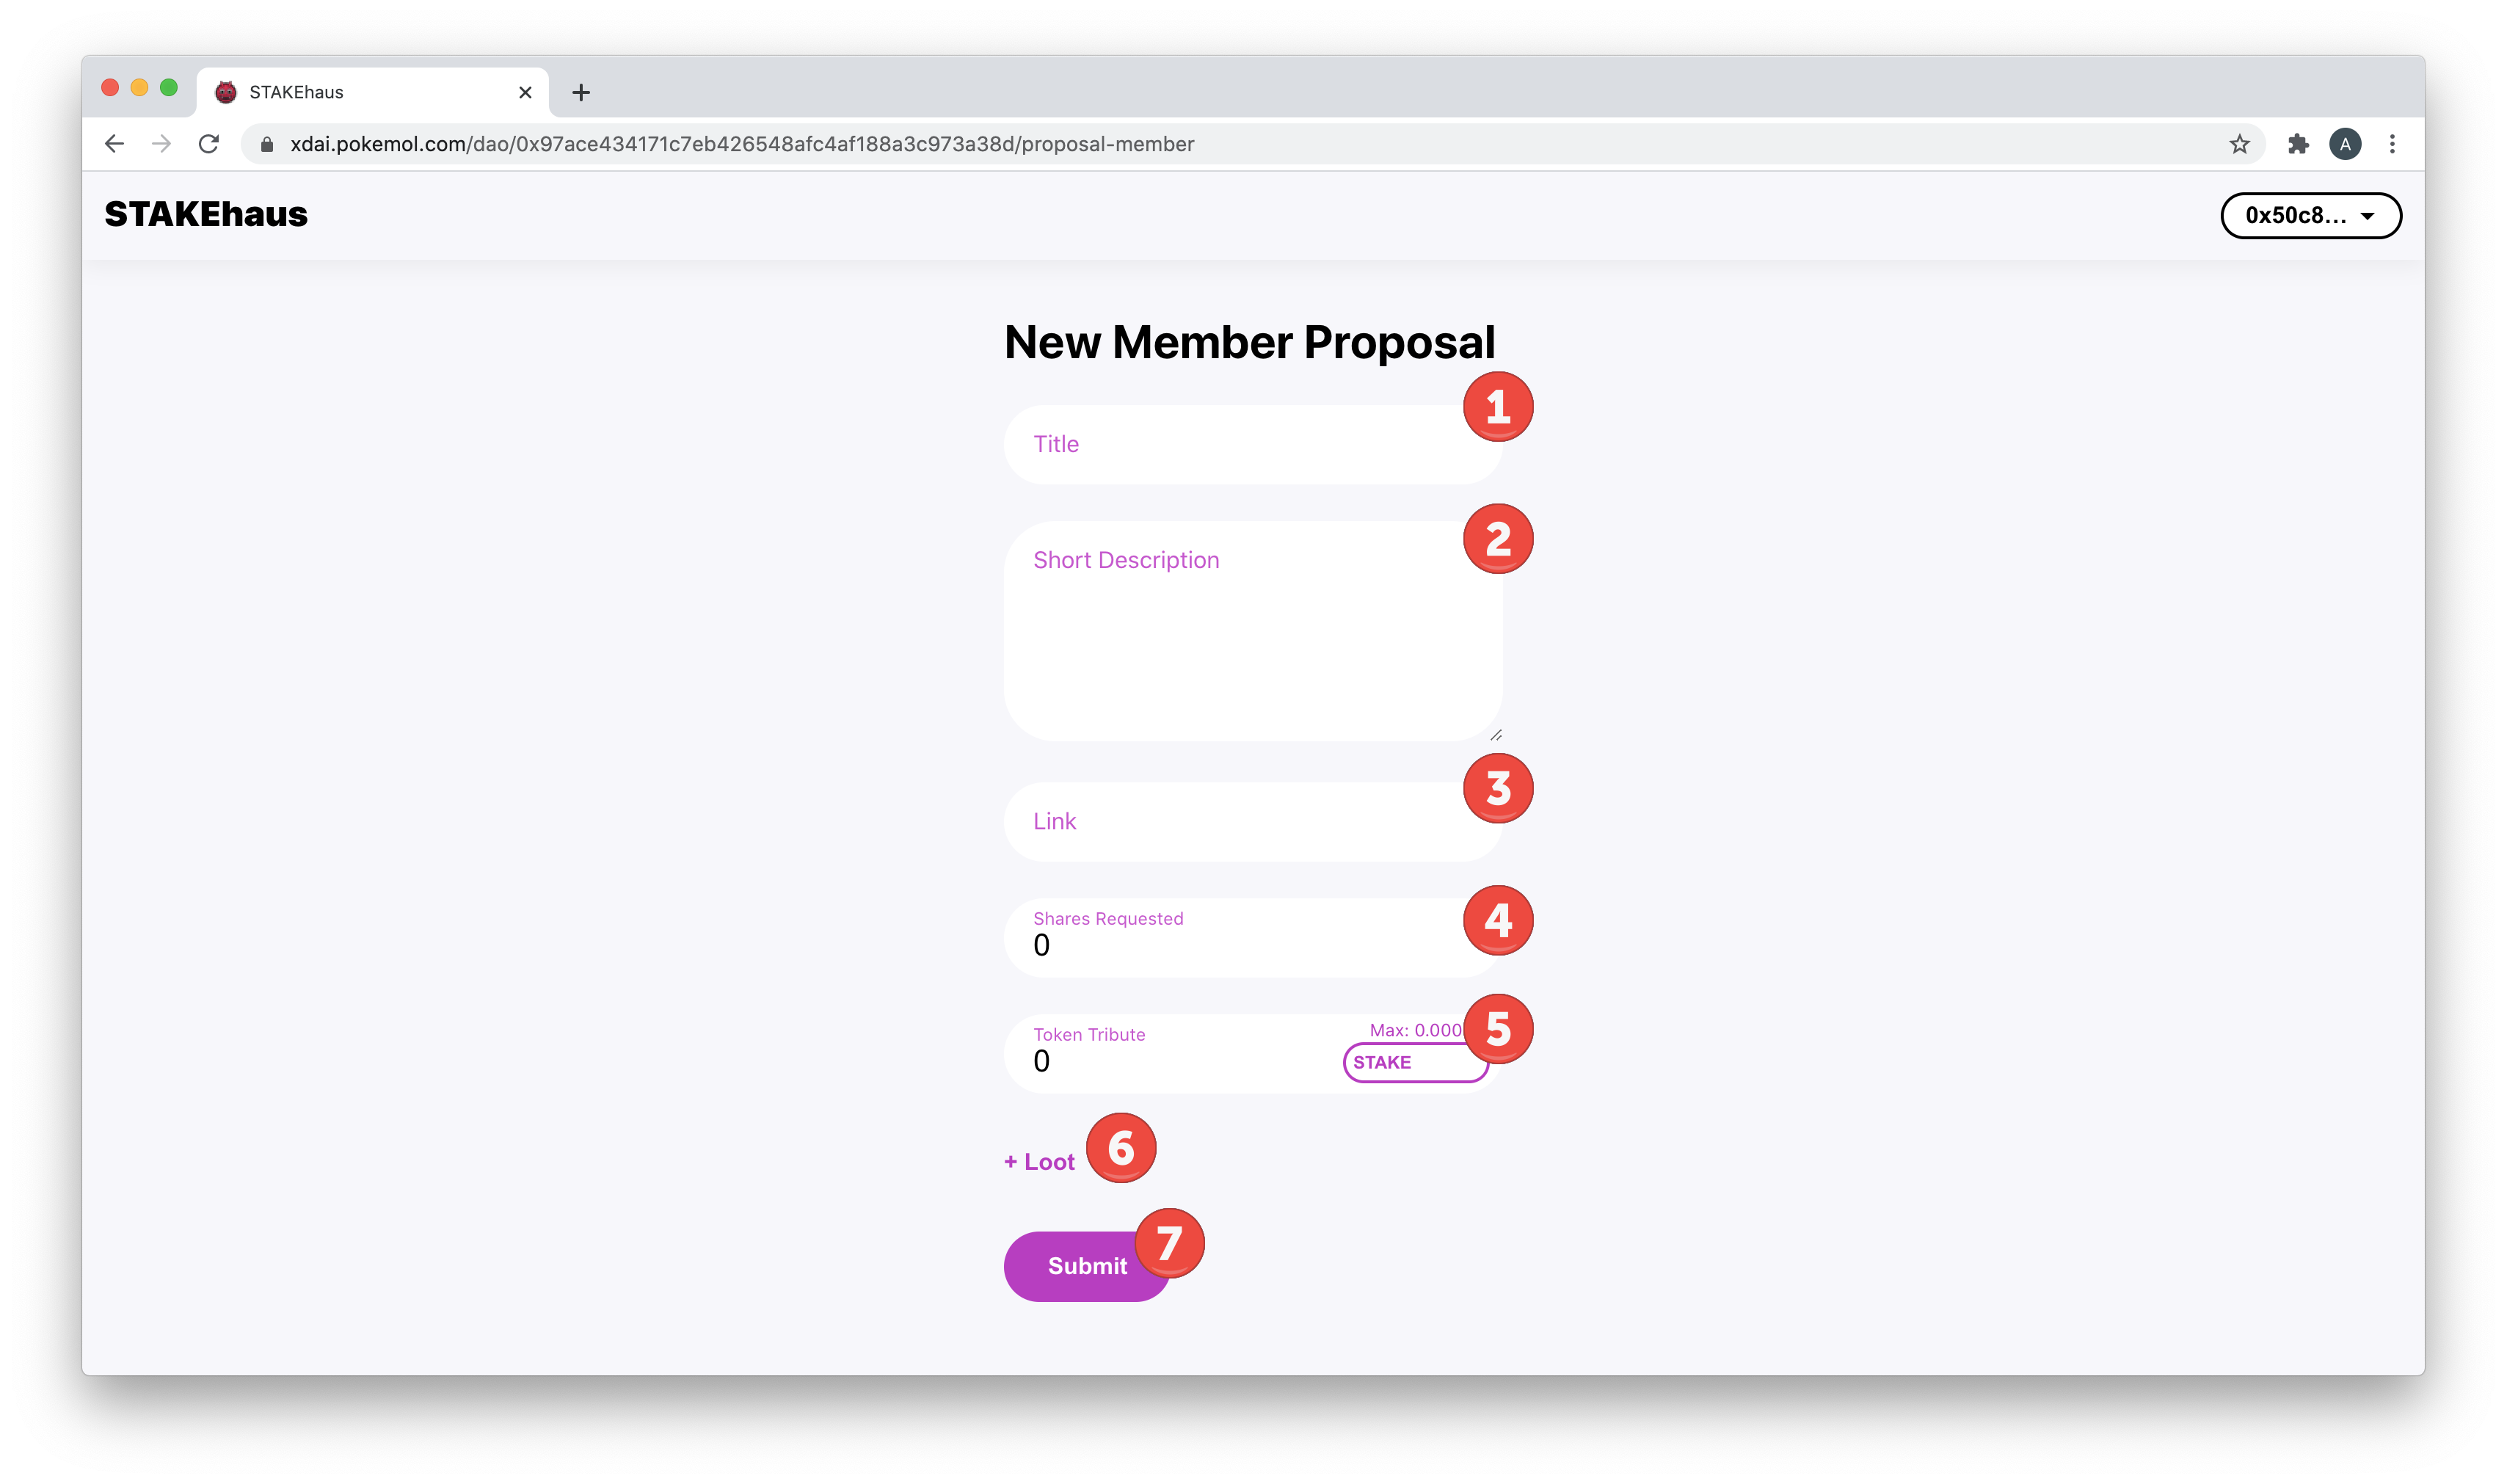 STAKEhaus
xdai.pokemol.com/dao/0x97ace434171c7eb426548afc4af188a3c973a38d/proposal-member
A
STAKEhaus
0x50c8...
New Member Proposal
1
Title
2
Short Description
3
Link
4
Shares Requested
0
5
Token Tribute
Max: 0.000
0
STAKE
6
+ Loot
7
Submit